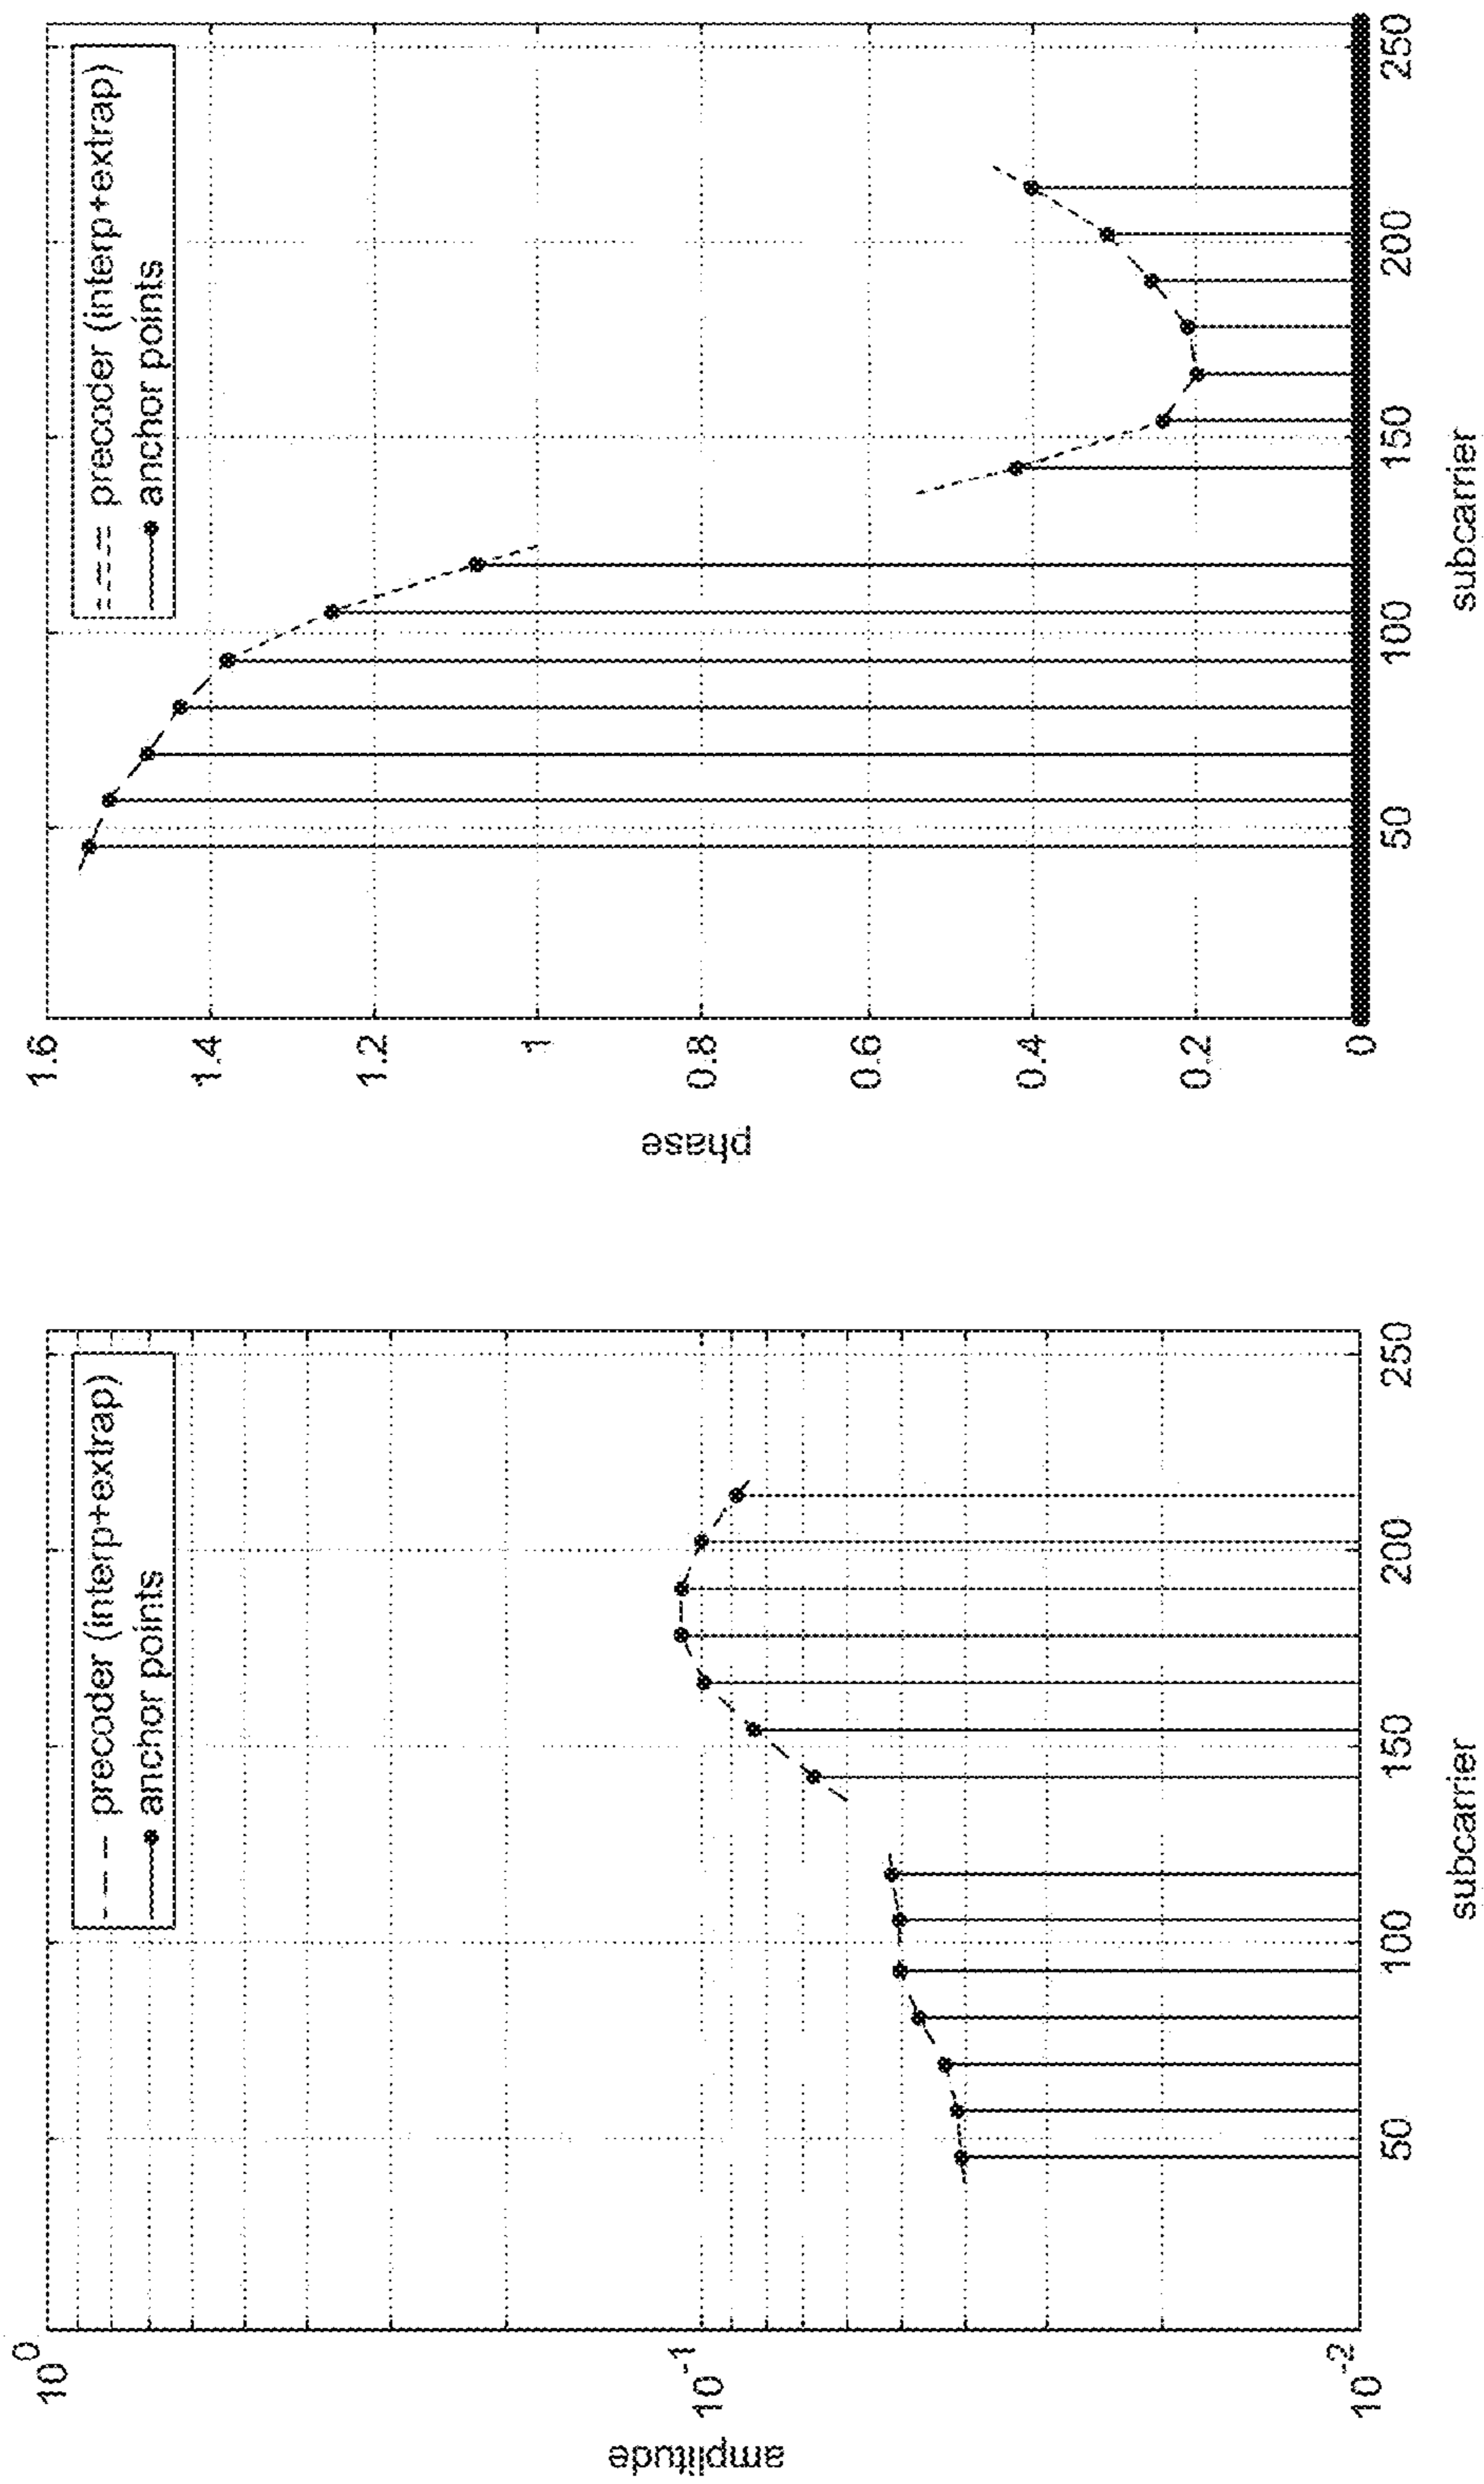 precoder (interp+extrap)
anchor points
10^0
10^-1
10^-2
amplitude
50
100
150
200
250
subcarrier
precoder (interp+extrap)
anchor points
1.6
1.4
1.2
1
0.8
0.6
0.4
0.2
0
phase
50
100
150
200
250
subcarrier